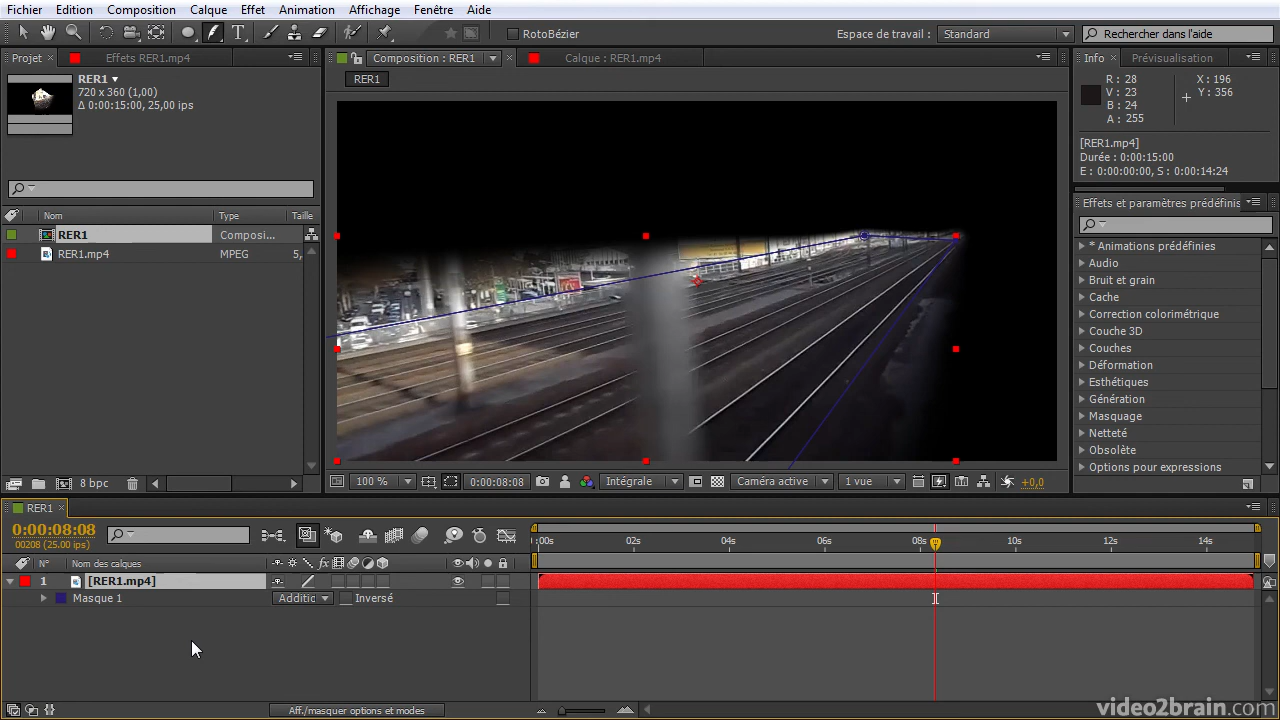 Fichier Edition Composition Calque Effet Animation Affichage Fenêtre Aide
RotoBézier
Espace de travail : Standard
Rechercher dans l'aide
Projet
Effets RER1.mp4
Composition : RER1
Calque : RER1.mp4
Info
Prévisualisation
RER1
720 x 360 (1,00)
Δ 0:00:15:00, 25,00 ips
RER1
R : 28
V : 23
B : 24
A : 255
X : 196
Y : 356
[RER1.mp4]
Durée : 0:00:15:00
E : 0:00:00:00, S : 0:00:14:24
Effets et paramètres prédéfinis
Nom Type Taille
RER1 Composi...
RER1.mp4 MPEG 5,
* Animations prédéfinies
Audio
Bruit et grain
Cache
Correction colorimétrique
Couche 3D
Couches
Déformation
Esthétiques
Génération
Masquage
Netteté
Obsolète
Options pour expressions
8 bpc
100 % 0:00:08:08 Intégrale Caméra active 1 vue +0,0
RER1
0:00:08:08
00208 (25.00 ips)
:00s 02s 04s 06s 08s 10s 12s 14s
N° Nom des calques
1 [RER1.mp4]
Masque 1 Additic Inversé
Aff./masquer options et modes
video2brain.com